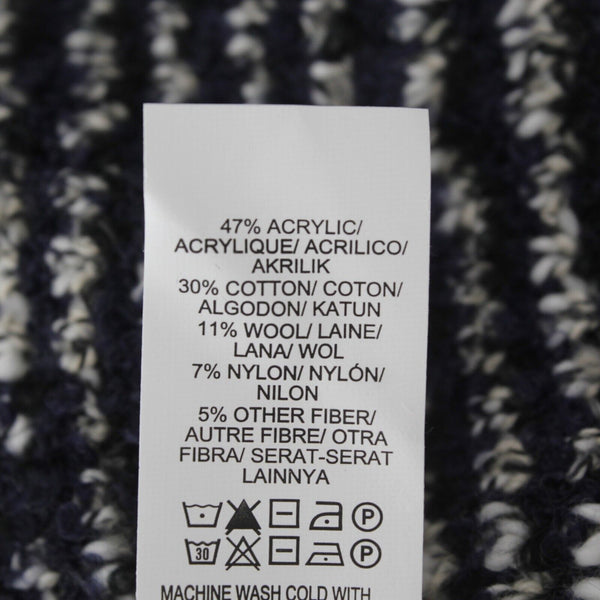 47% ACRYLIC/
ACRYLIQUE/ ACRILICO/
AKRILIK
30% COTTON/ COTON/
ALGODON/ KATUN
11% WOOL/ LAINE/
LANA/ WOL
7% NYLON/ NYLÓN/
NILON
5% OTHER FIBER/
AUTRE FIBRE/ OTRA
FIBRA/ SERAT-SERAT
LAINNYA
P
30 P
MACHINE WASH COLD WITH